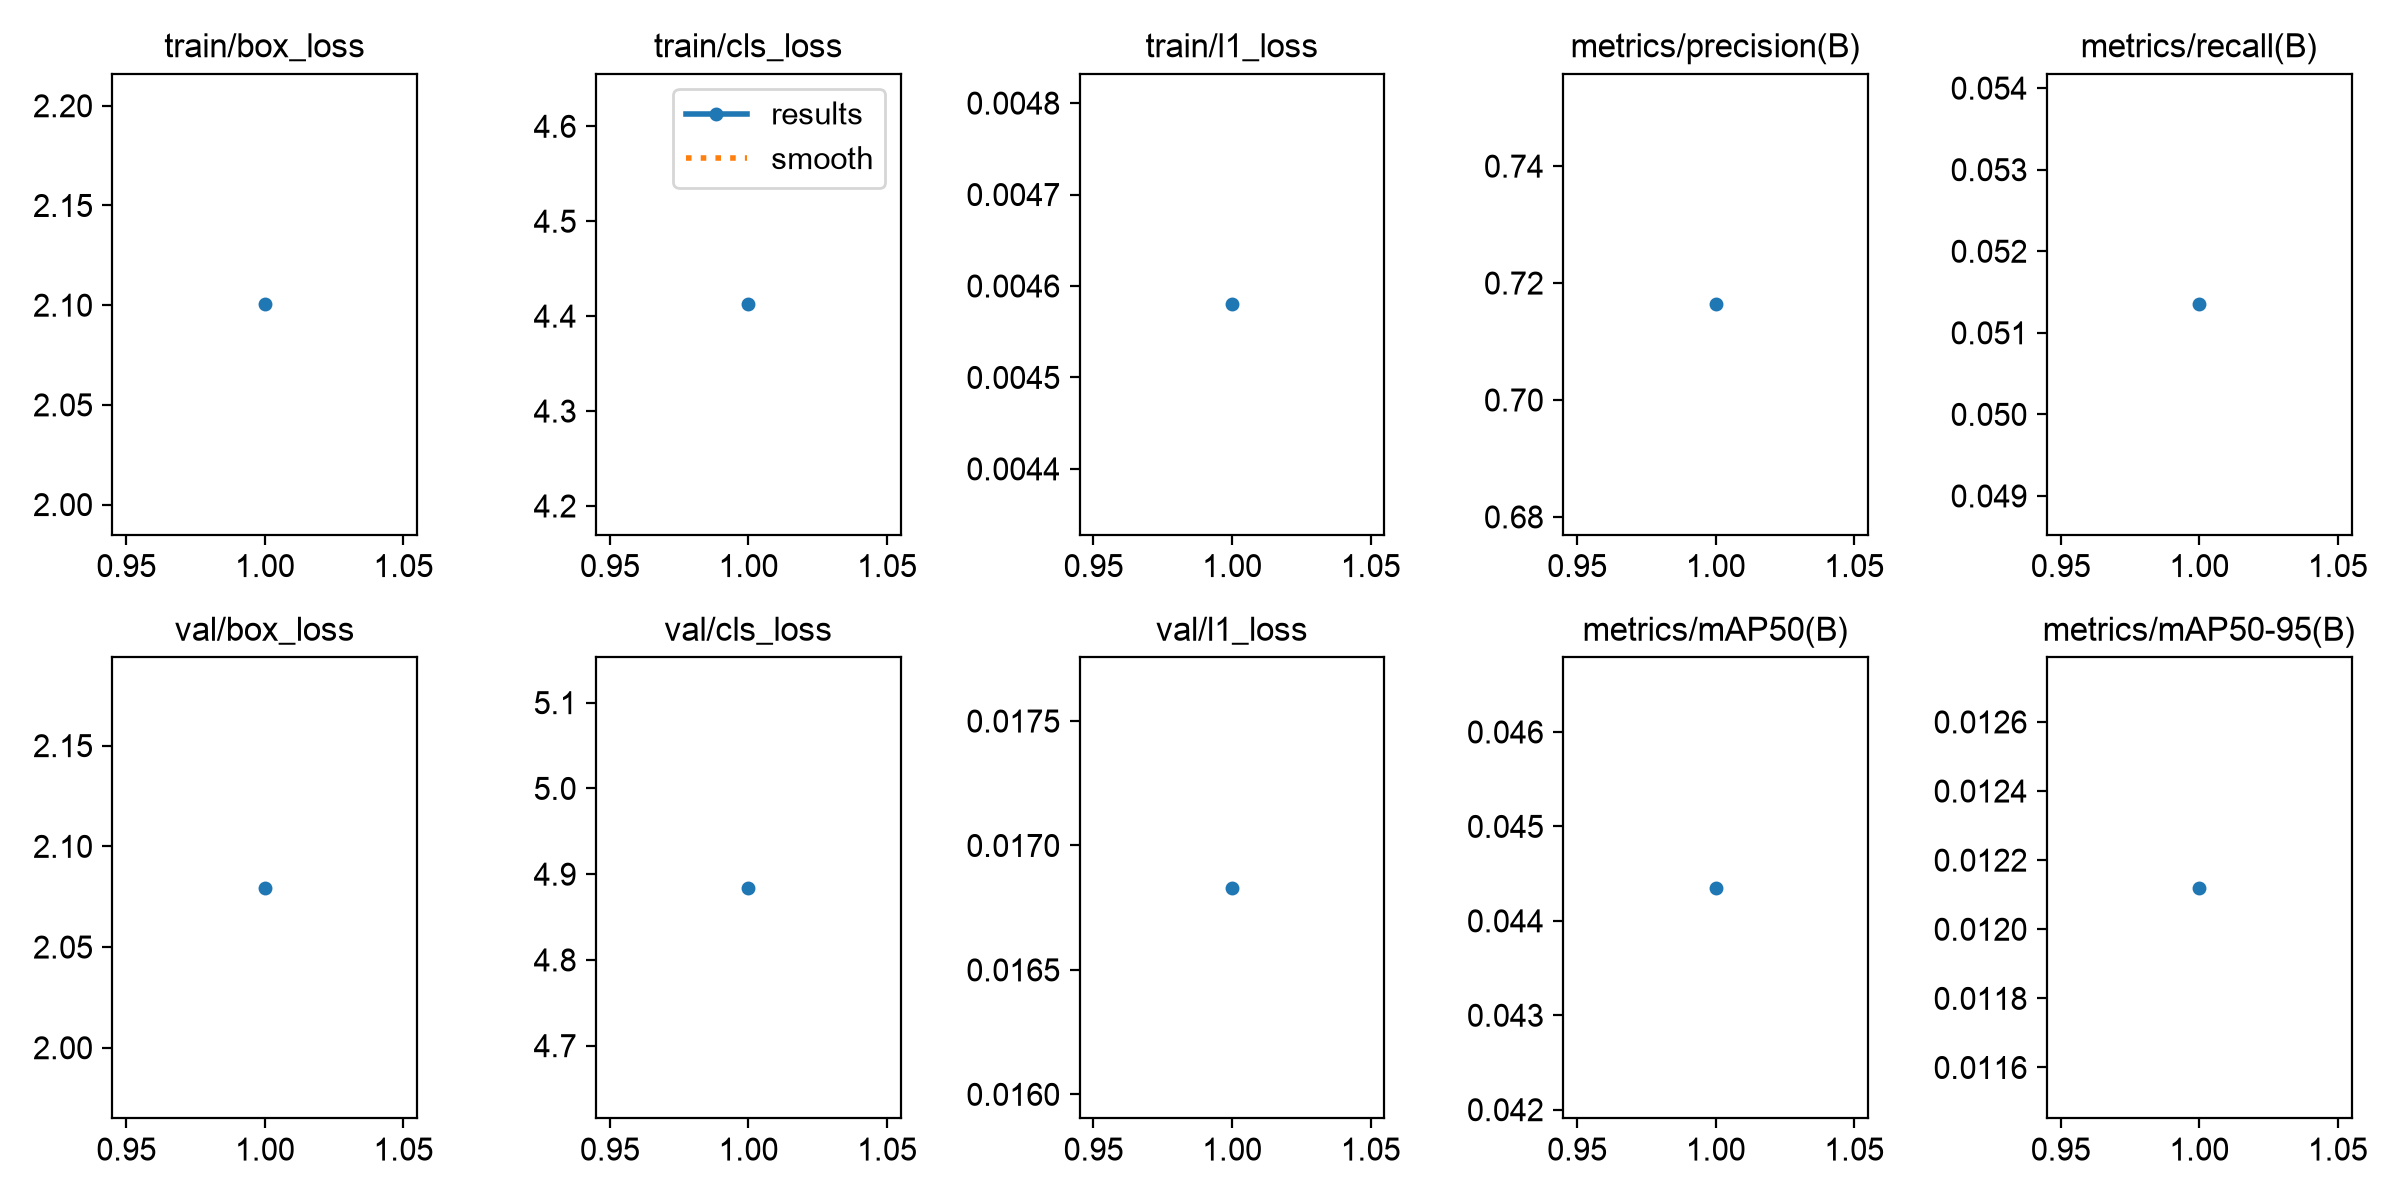 train/box_loss
2.20
2.15
2.10
2.05
2.00
0.95 1.00 1.05
train/cls_loss
results
smooth
4.6
4.5
4.4
4.3
4.2
0.95 1.00 1.05
train/l1_loss
0.0048
0.0047
0.0046
0.0045
0.0044
0.95 1.00 1.05
metrics/precision(B)
0.74
0.72
0.70
0.68
0.95 1.00 1.05
metrics/recall(B)
0.054
0.053
0.052
0.051
0.050
0.049
0.95 1.00 1.05
val/box_loss
2.15
2.10
2.05
2.00
0.95 1.00 1.05
val/cls_loss
5.1
5.0
4.9
4.8
4.7
0.95 1.00 1.05
val/l1_loss
0.0175
0.0170
0.0165
0.0160
0.95 1.00 1.05
metrics/mAP50(B)
0.046
0.045
0.044
0.043
0.042
0.95 1.00 1.05
metrics/mAP50-95(B)
0.0126
0.0124
0.0122
0.0120
0.0118
0.0116
0.95 1.00 1.05